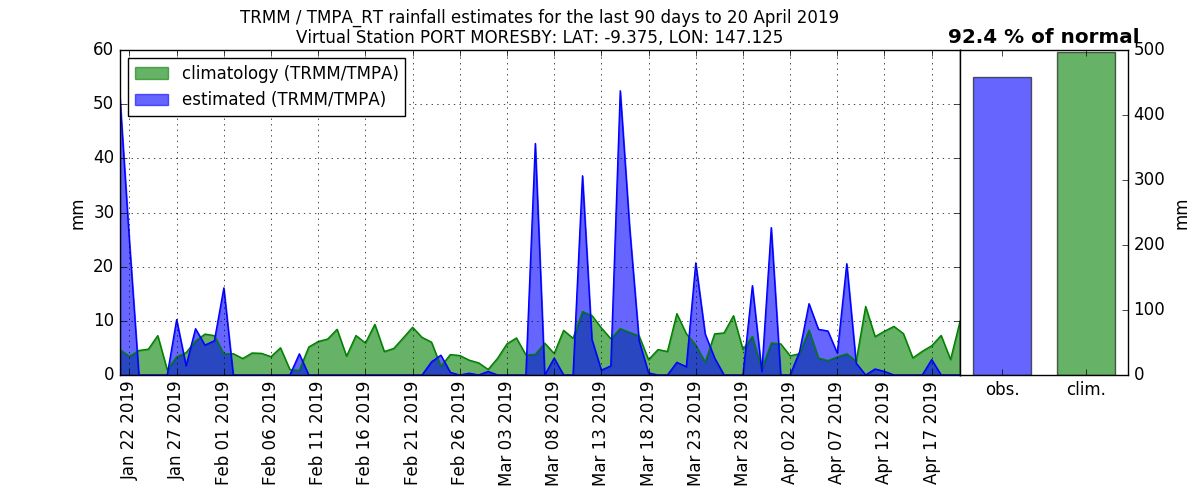 TRMM / TMPA_RT rainfall estimates for the last 90 days to 20 April 2019
Virtual Station PORT MORESBY: LAT: -9.375, LON: 147.125
92.4 % of normal
climatology (TRMM/TMPA)
estimated (TRMM/TMPA)
60
50
40
30
20
10
0
mm
Jan 22 2019
Jan 27 2019
Feb 01 2019
Feb 06 2019
Feb 11 2019
Feb 16 2019
Feb 21 2019
Feb 26 2019
Mar 03 2019
Mar 08 2019
Mar 13 2019
Mar 18 2019
Mar 23 2019
Mar 28 2019
Apr 02 2019
Apr 07 2019
Apr 12 2019
Apr 17 2019
obs.
clim.
500
400
300
200
100
0
mm